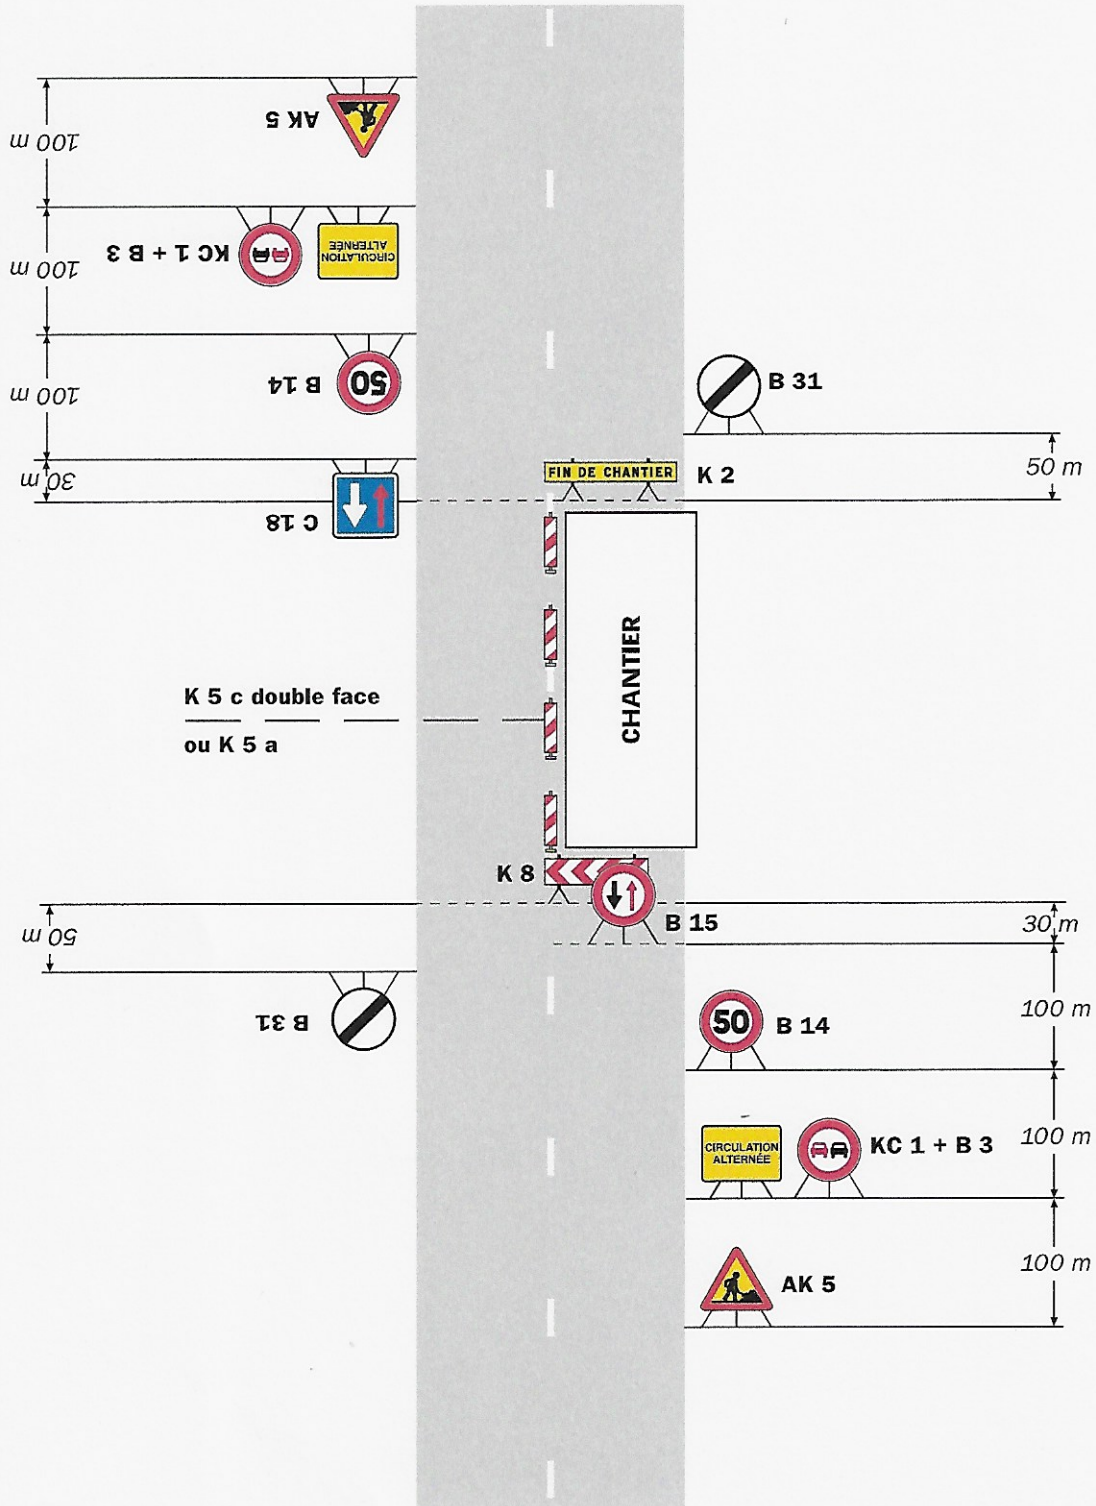 AK 5
100 m
CIRCULATION
ALTERNÉE
KC 1 + B 3
100 m
50
B 14
100 m
B 31
FIN DE CHANTIER
K 2
50 m
30 m
C 18
CHANTIER
K 5 c double face
ou K 5 a
K 8
B 15
30 m
50 m
B 31
50
B 14
100 m
CIRCULATION
ALTERNÉE
KC 1 + B 3
100 m
AK 5
100 m